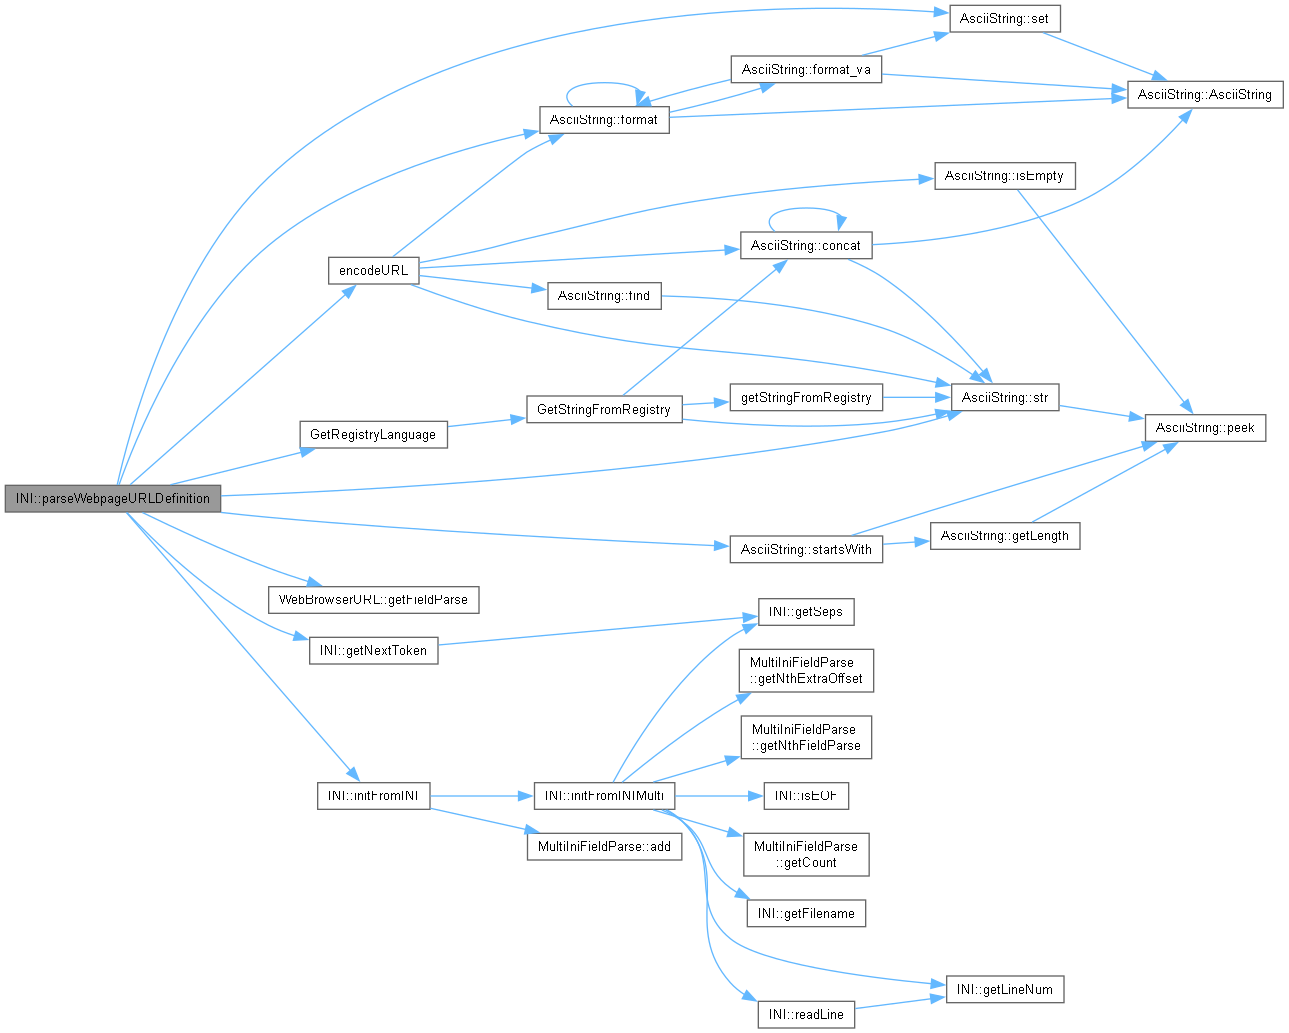 AsciiString::set
AsciiString::format_va
AsciiString::AsciiString
AsciiString::format
AsciiString::isEmpty
AsciiString::concat
encodeURL
AsciiString::find
AsciiString::str
getStringFromRegistry
GetStringFromRegistry
AsciiString::peek
GetRegistryLanguage
INI::parseWebpageURLDefinition
AsciiString::getLength
AsciiString::startsWith
WebBrowserURL::getFieldParse
INI::getSeps
INI::getNextToken
MultiIniFieldParse
::getNthExtraOffset
MultiIniFieldParse
::getNthFieldParse
INI::initFromINI
INI::initFromINIMulti
INI::isEOF
MultiIniFieldParse::add
MultiIniFieldParse
::getCount
INI::getFilename
INI::getLineNum
INI::readLine